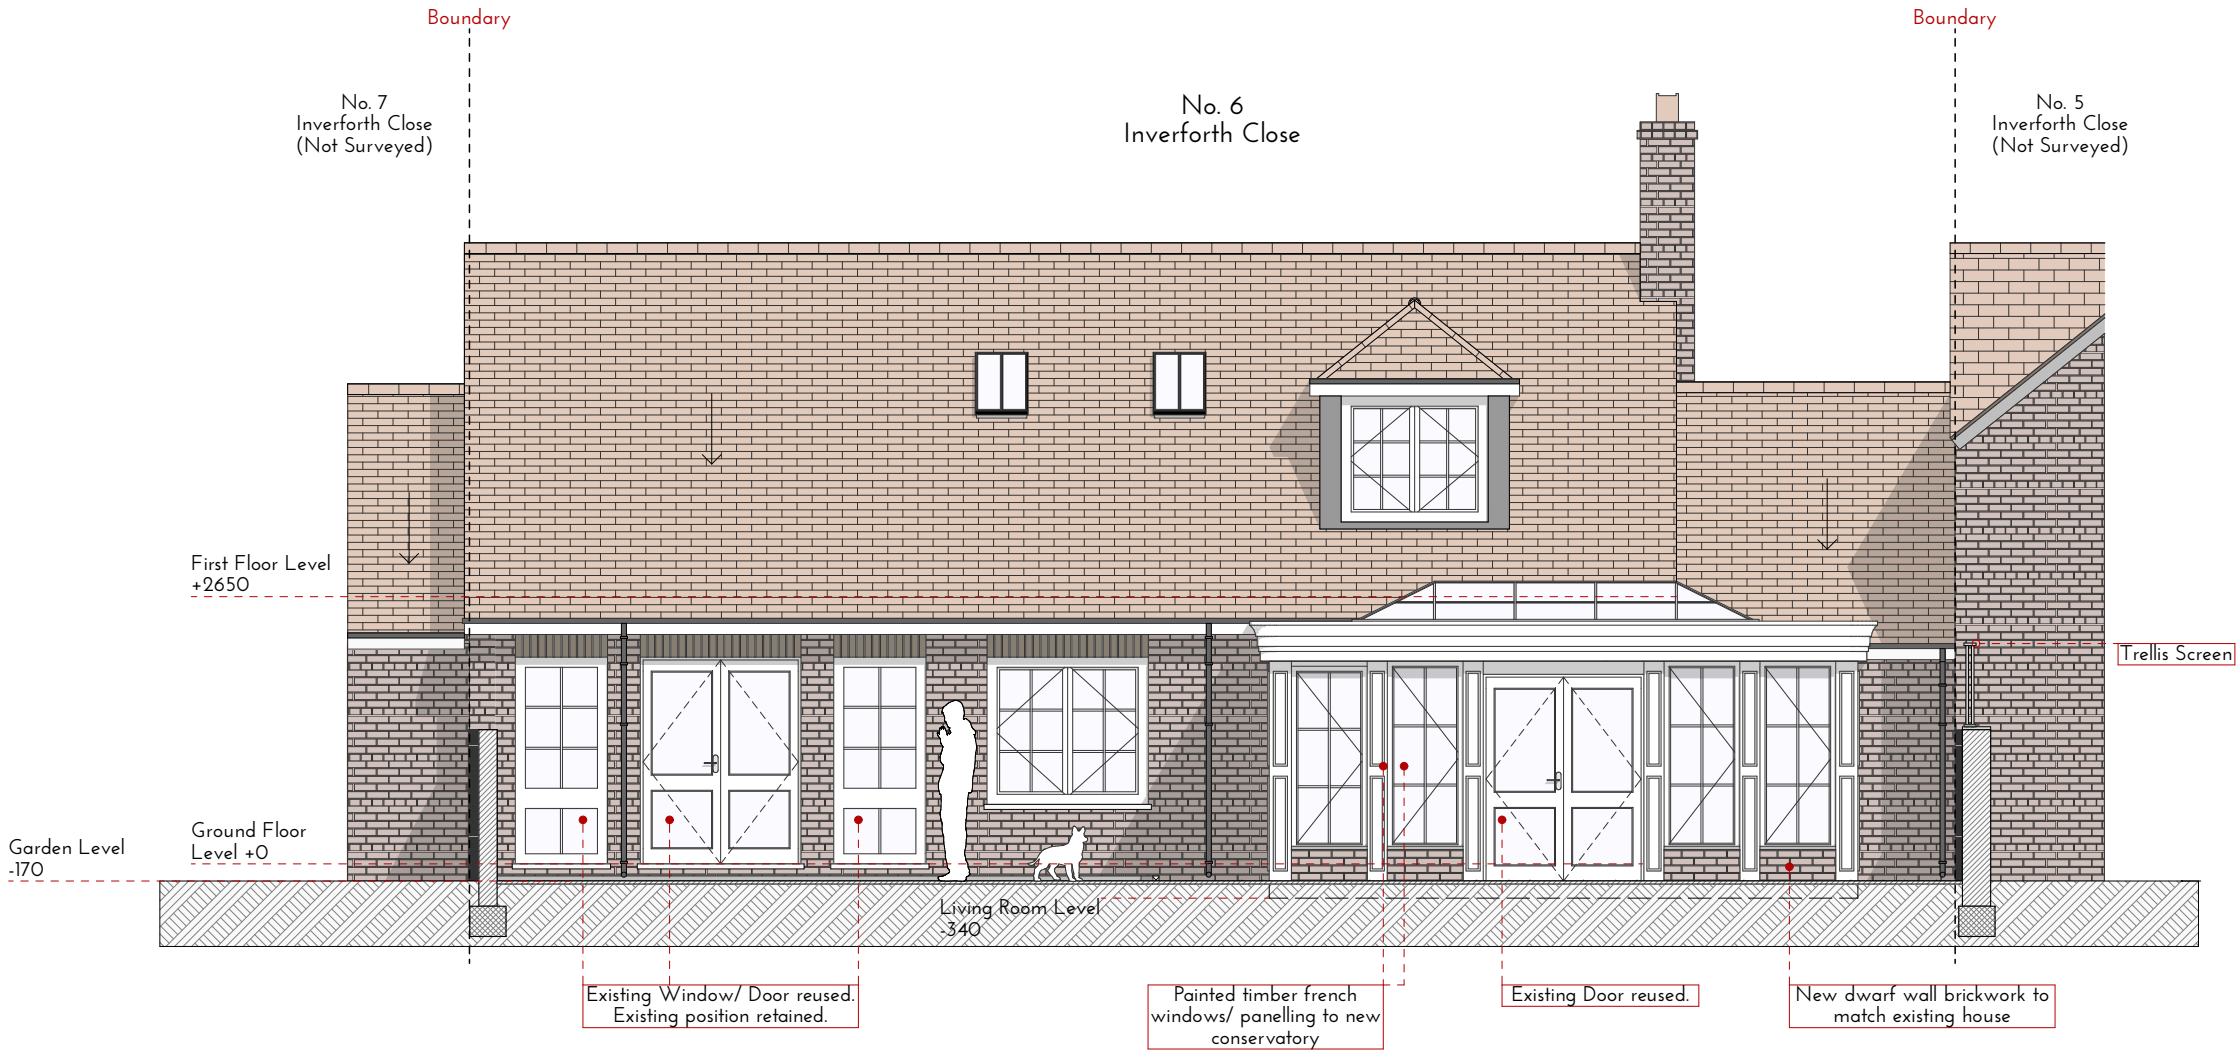 Boundary
Boundary
No. 7
Inverforth Close
(Not Surveyed)
No. 6
Inverforth Close
No. 5
Inverforth Close
(Not Surveyed)
First Floor Level
+2650
Trellis Screen
Ground Floor
Level +0
Garden Level
-170
Living Room Level
-340
Existing Window/ Door reused.
Existing position retained.
Painted timber french
windows/ panelling to new
conservatory
Existing Door reused.
New dwarf wall brickwork to
match existing house